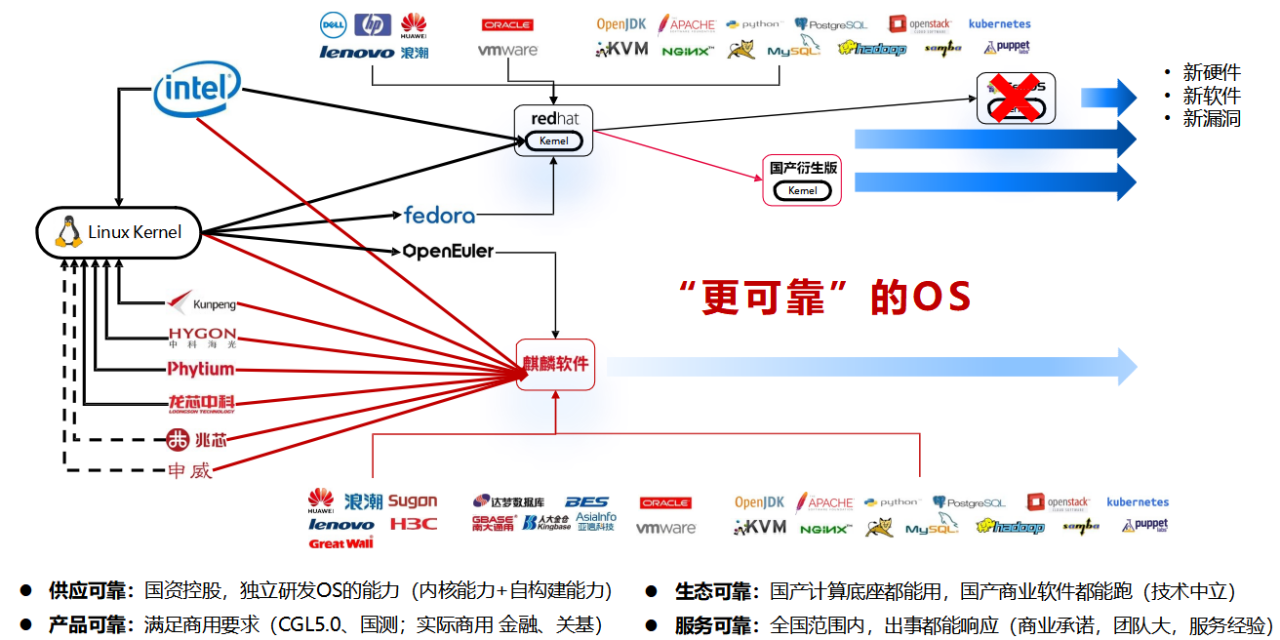 DELL hp HUAWEI ORACLE OpenJDK APACHE python PostgreSQL openstack kubernetes
lenovo 浪潮 vmware KVM NGINX MySQL hadoop samba puppet
intel
redhat
Kernel
• 新硬件
• 新软件
• 新漏洞
国产衍生版
Kernel
Linux Kernel
fedora
OpenEuler
“更可靠”的OS
Kunpeng
HYGON
中科海光
Phytium
龙芯中科
LOONGSON TECHNOLOGY
兆芯
申威
麒麟软件
HUAWEI 浪潮 Sugon 达梦数据库 BES ORACLE OpenJDK APACHE python PostgreSQL openstack kubernetes
lenovo H3C GBASE 南大通用 人大金仓 Kingbase AsiaInfo 亚信科技 vmware KVM NGINX MySQL hadoop samba puppet
Great Wall
● 供应可靠：国资控股，独立研发OS的能力（内核能力+自构建能力）
● 产品可靠：满足商用要求（CGL5.0、国测；实际商用 金融、关基）
● 生态可靠：国产计算底座都能用，国产商业软件都能跑（技术中立）
● 服务可靠：全国范围内，出事都能响应（商业承诺，团队大，服务经验）